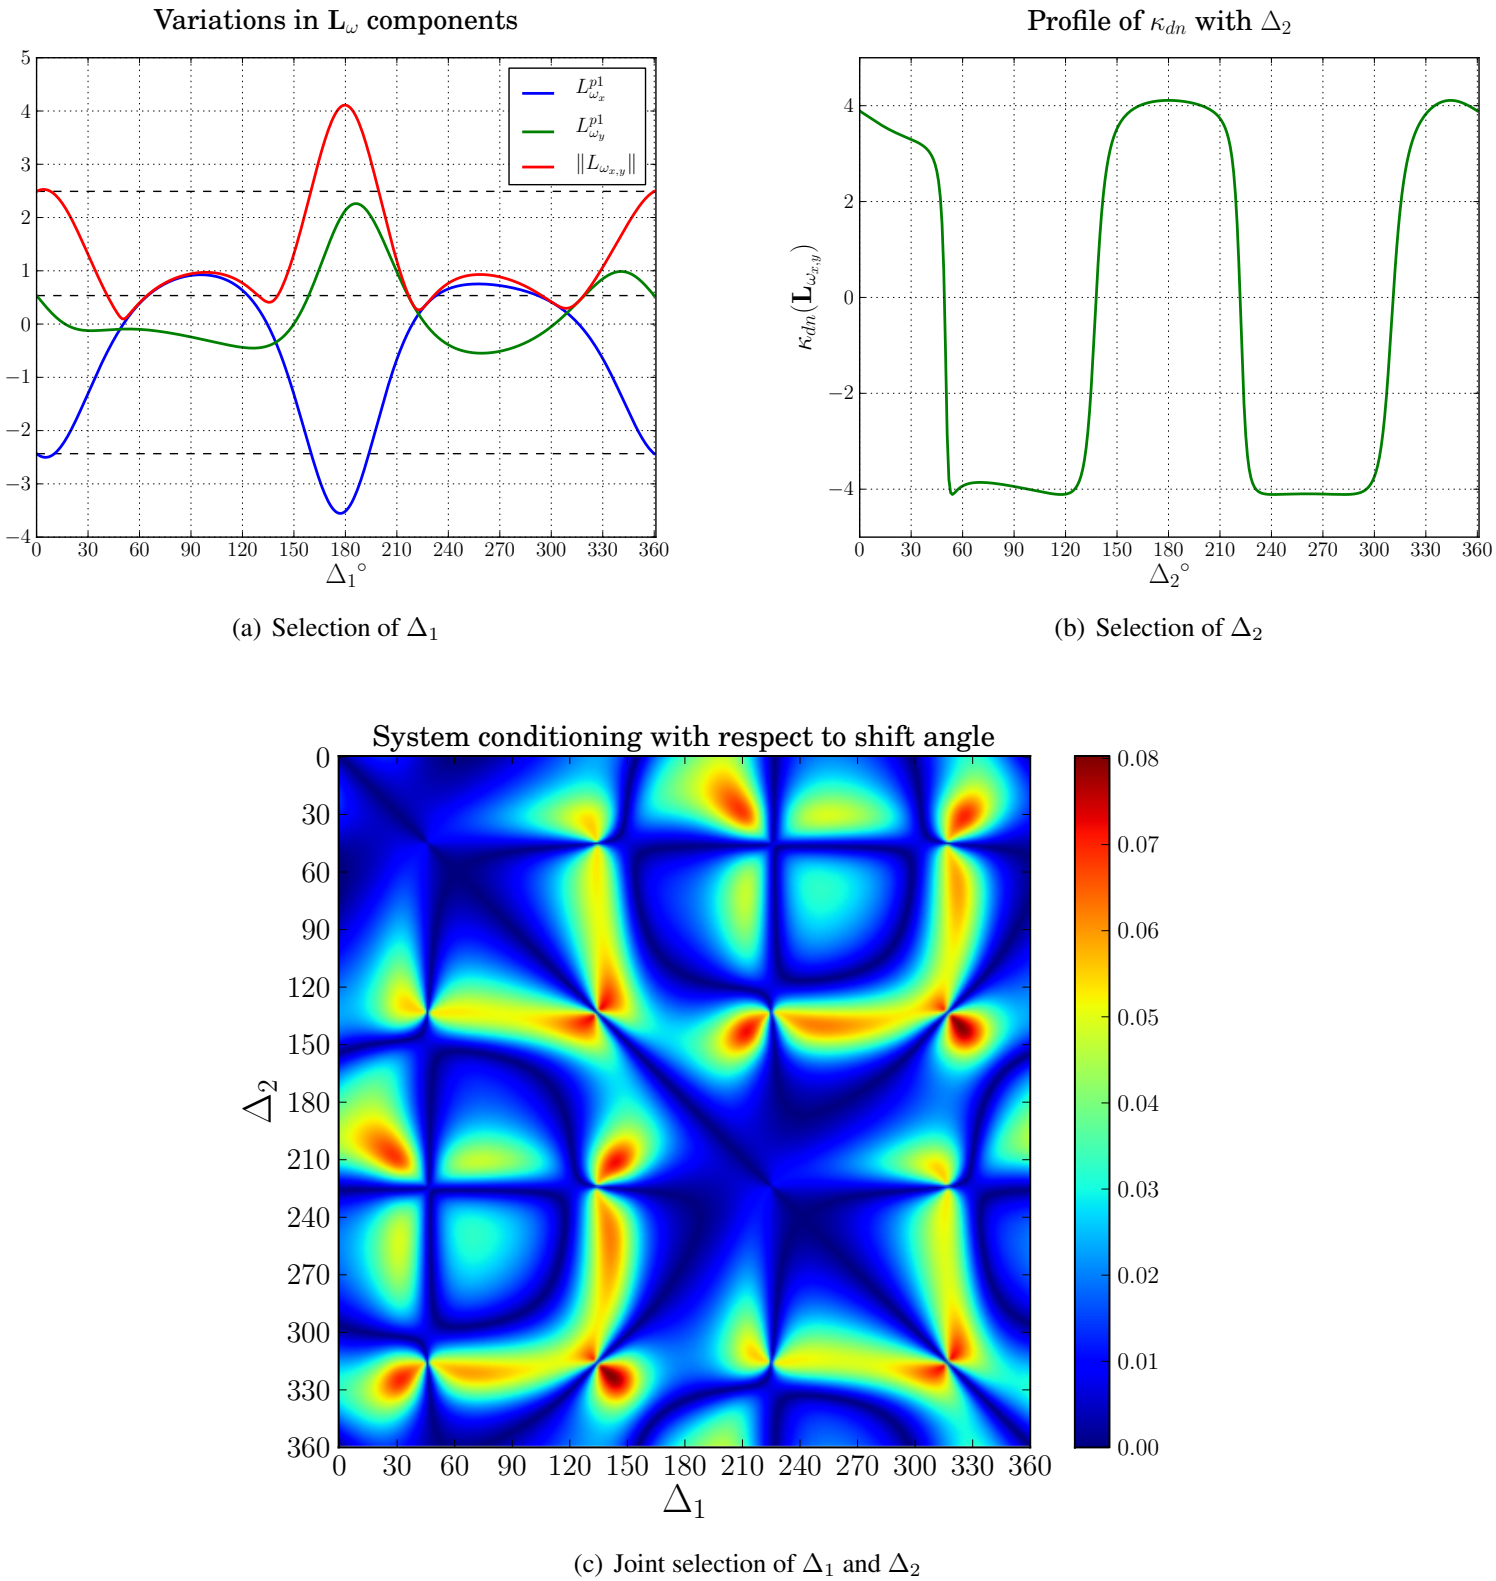 Variations in L_ω components
5
4
3
2
1
0
−1
−2
−3
−4
L^{p1}_{ω_x}
L^{p1}_{ω_y}
‖L_{ω_{x,y}}‖
0 30 60 90 120 150 180 210 240 270 300 330 360
Δ₁°
(a) Selection of Δ₁
Profile of κ_{dn} with Δ₂
κ_{dn}(L_{ω_{x,y}})
4
2
0
−2
−4
0 30 60 90 120 150 180 210 240 270 300 330 360
Δ₂°
(b) Selection of Δ₂
System conditioning with respect to shift angle
Δ₂
0
30
60
90
120
150
180
210
240
270
300
330
360
0 30 60 90 120 150 180 210 240 270 300 330 360
Δ₁
0.08
0.07
0.06
0.05
0.04
0.03
0.02
0.01
0.00
(c) Joint selection of Δ₁ and Δ₂